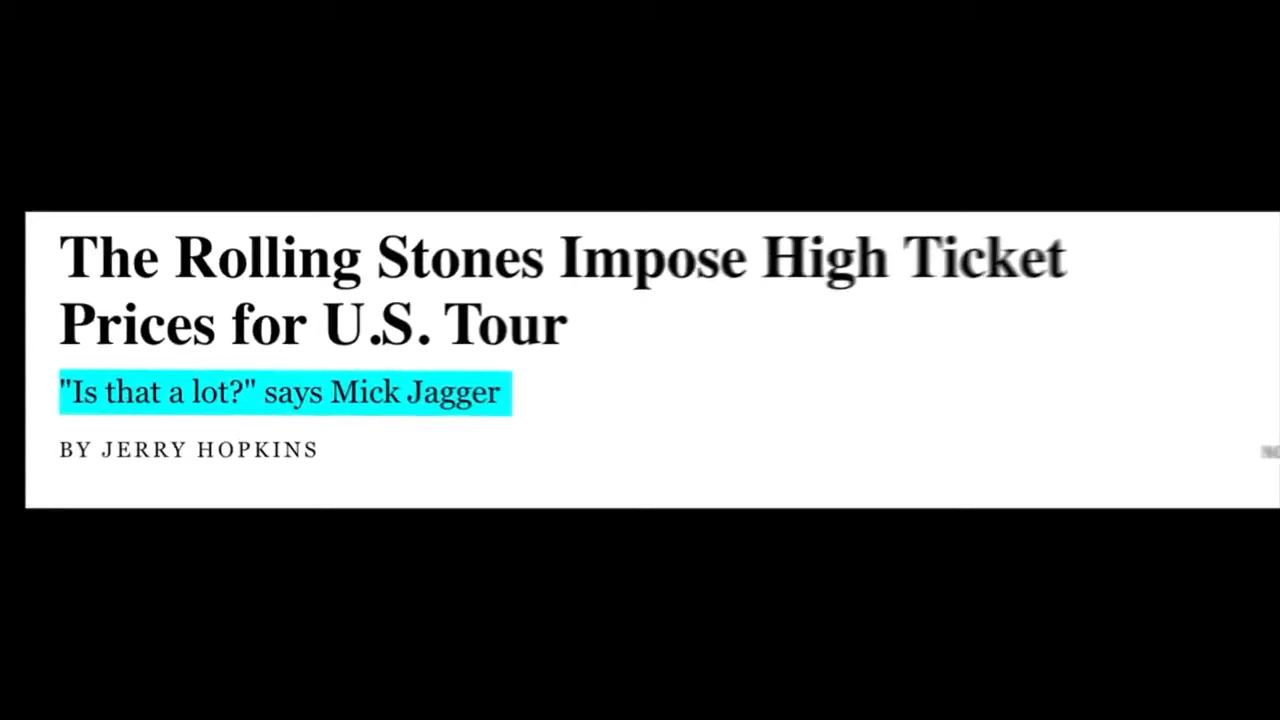 The Rolling Stones Impose High Ticket
Prices for U.S. Tour
"Is that a lot?" says Mick Jagger
BY JERRY HOPKINS